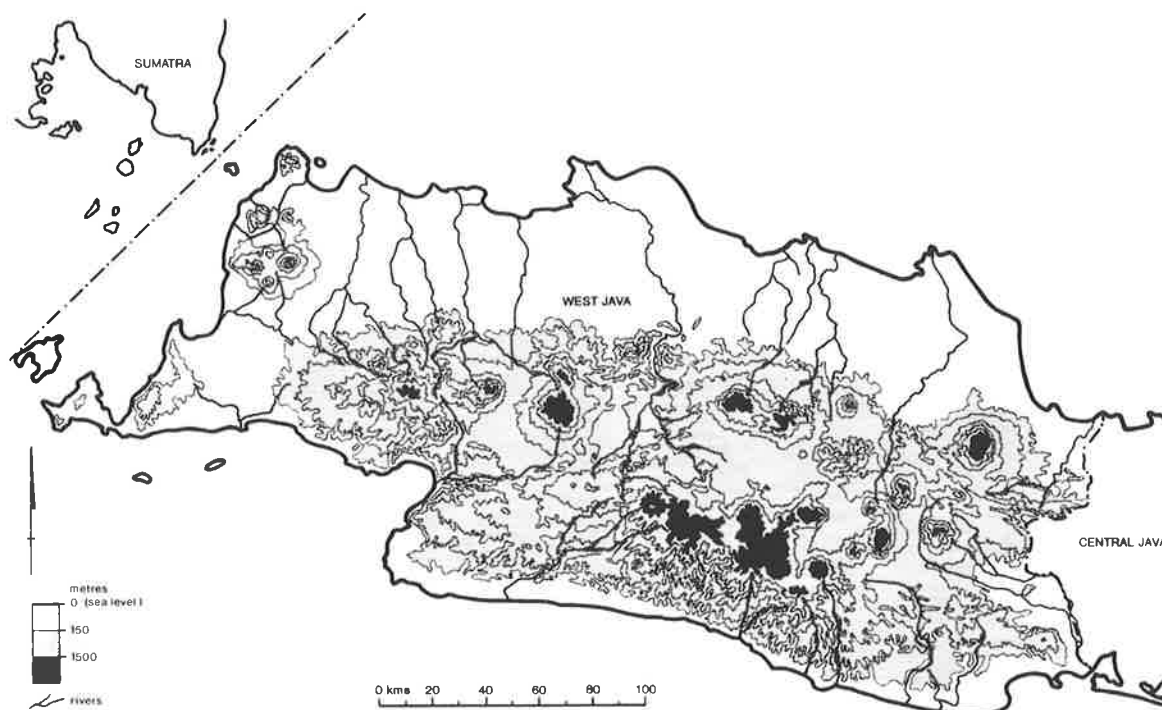 SUMATRA
WEST JAVA
CENTRAL JAVA
metres
0 (sea level)
150
1500
rivers
0 kms 20 40 60 80 100